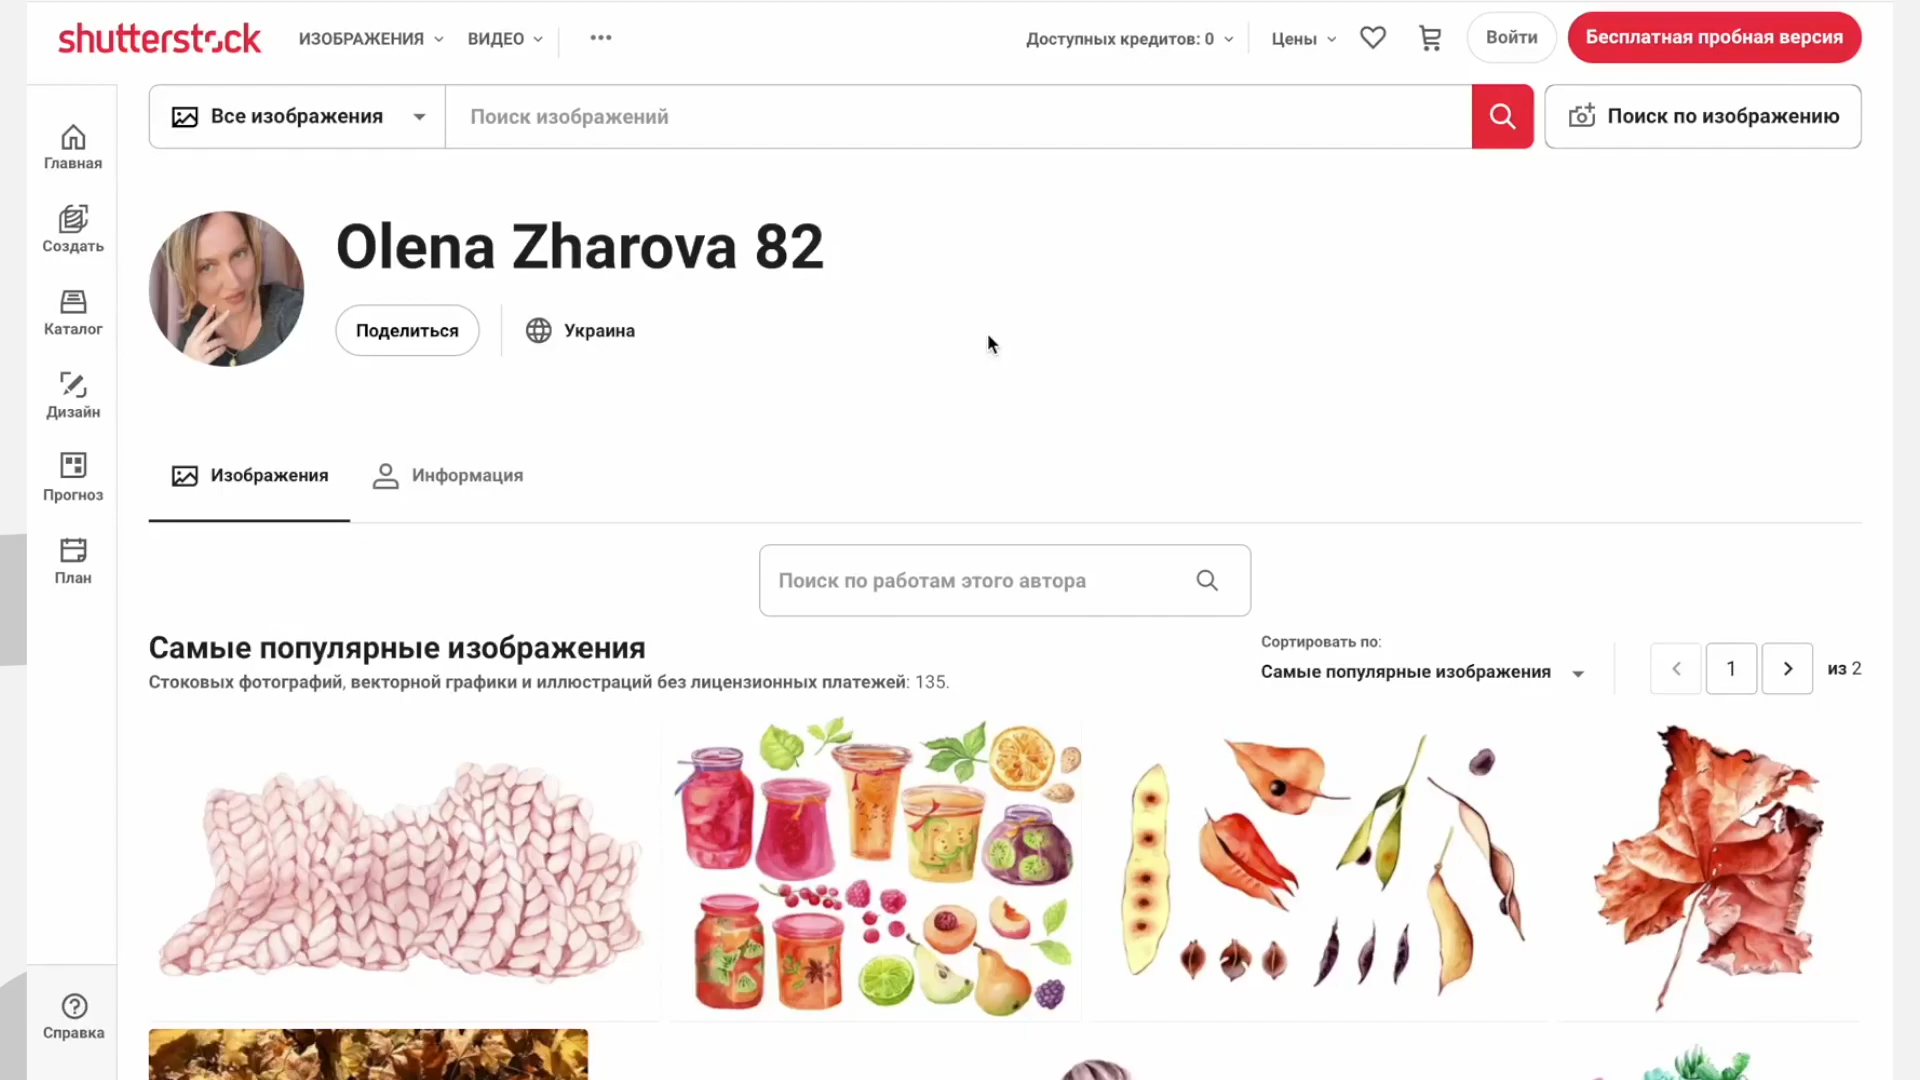 shutterstock
ИЗОБРАЖЕНИЯ
ВИДЕО
Доступных кредитов: 0
Цены
Войти
Бесплатная пробная версия
Все изображения
Поиск изображений
Поиск по изображению
Главная
Создать
Каталог
Дизайн
Прогноз
План
Справка
Olena Zharova 82
Поделиться
Украина
Изображения
Информация
Поиск по работам этого автора
Самые популярные изображения
Стоковых фотографий, векторной графики и иллюстраций без лицензионных платежей: 135.
Сортировать по:
Самые популярные изображения
1
из 2